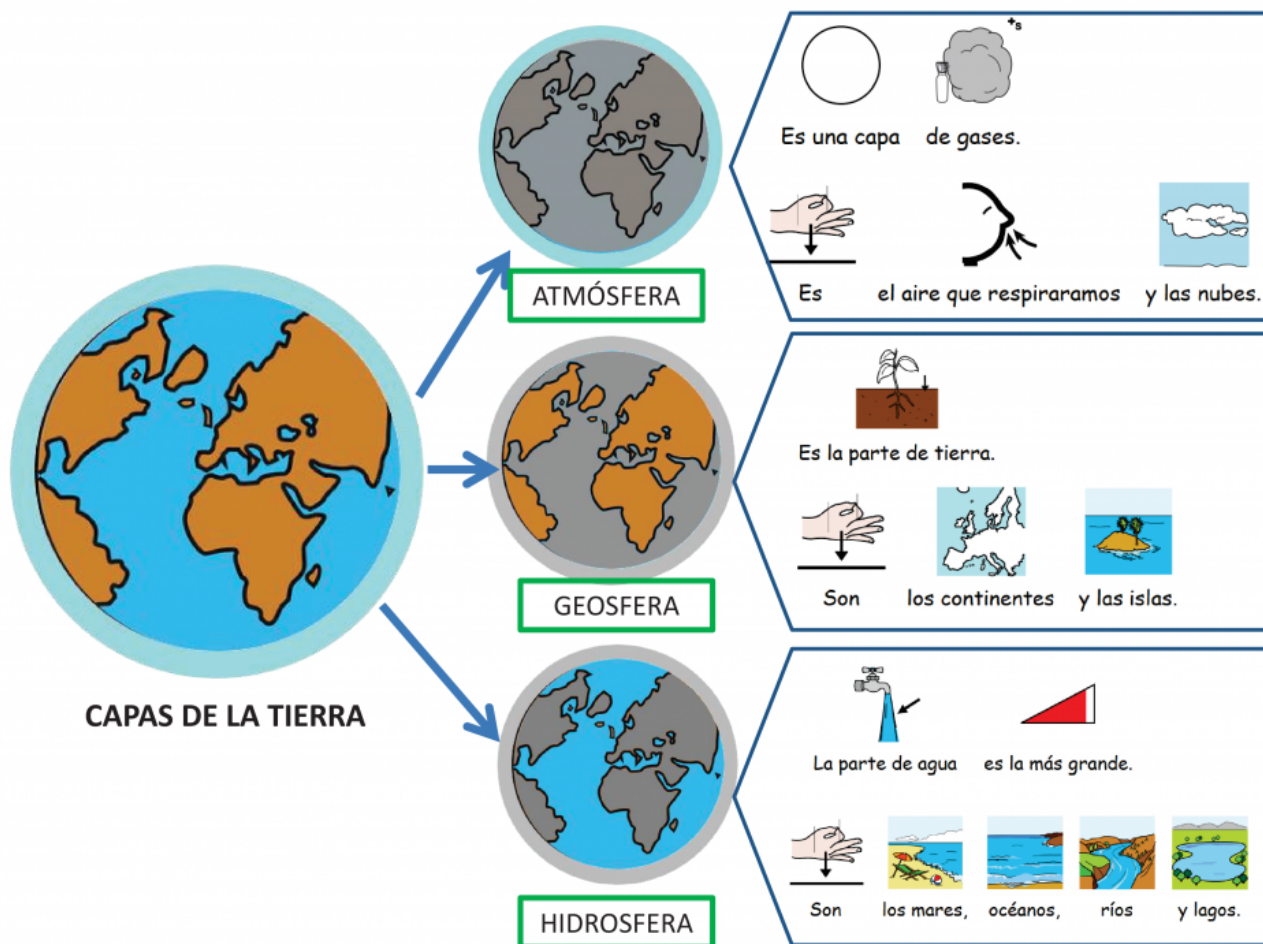 CAPAS DE LA TIERRA
ATMÓSFERA
+s
Es una capa de gases.
Es el aire que respiraramos y las nubes.
GEOSFERA
Es la parte de tierra.
Son los continentes y las islas.
HIDROSFERA
La parte de agua es la más grande.
Son los mares, océanos, ríos y lagos.